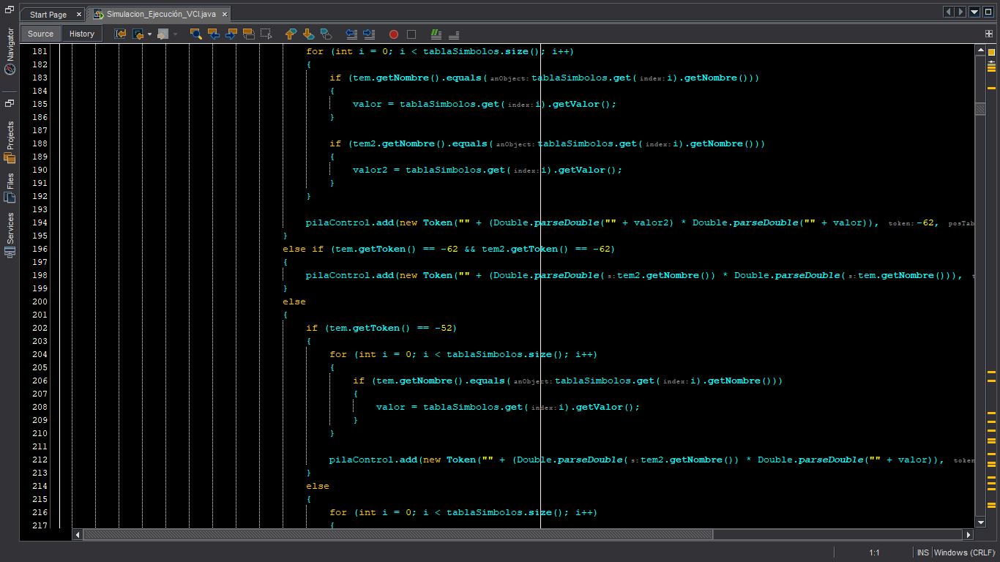 Start Page
Simulacion_Ejecución_VCI.java
Source
History
Navigator
Projects
Files
Services
181 for (int i = 0; i < tablaSimbolos.size(); i++)
182 {
183 if (tem.getNombre().equals( anObject: tablaSimbolos.get( index: i).getNombre()))
184 {
185 valor = tablaSimbolos.get( index: i).getValor();
186 }
187
188 if (tem2.getNombre().equals( anObject: tablaSimbolos.get( index: i).getNombre()))
189 {
190 valor2 = tablaSimbolos.get( index: i).getValor();
191 }
192 }
193
194 pilaControl.add(new Token("" + (Double.parseDouble("" + valor2) * Double.parseDouble("" + valor)), token: -62, posTab
195 }
196 else if (tem.getToken() == -62 && tem2.getToken() == -62)
197 {
198 pilaControl.add(new Token("" + (Double.parseDouble( s: tem2.getNombre()) * Double.parseDouble( s: tem.getNombre())), t
199 }
200 else
201 {
202 if (tem.getToken() == -52)
203 {
204 for (int i = 0; i < tablaSimbolos.size(); i++)
205 {
206 if (tem.getNombre().equals( anObject: tablaSimbolos.get( index: i).getNombre()))
207 {
208 valor = tablaSimbolos.get( index: i).getValor();
209 }
210 }
211
212 pilaControl.add(new Token("" + (Double.parseDouble( s: tem2.getNombre()) * Double.parseDouble("" + valor)), token
213 }
214 else
215 {
216 for (int i = 0; i < tablaSimbolos.size(); i++)
217 {
1:1
INS
Windows (CRLF)